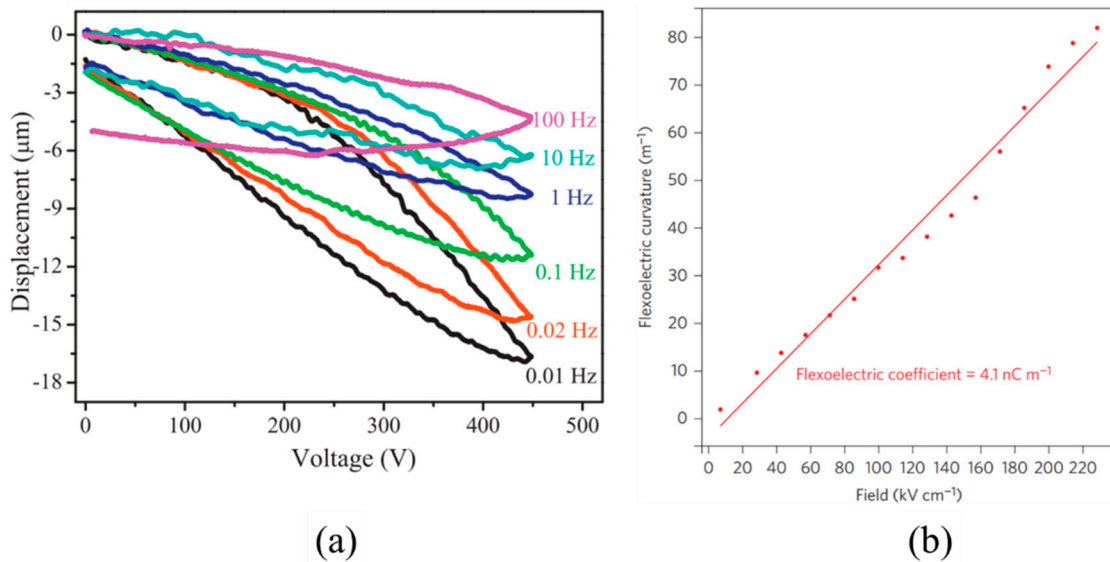 0
-3
-6
-9
-12
-15
-18
Displacement (μm)
100 Hz
10 Hz
1 Hz
0.1 Hz
0.02 Hz
0.01 Hz
0 100 200 300 400 500
Voltage (V)
(a)
80
70
60
50
40
30
20
10
0
Flexoelectric curvature (m⁻¹)
Flexoelectric coefficient = 4.1 nC m⁻¹
0 20 40 60 80 100 120 140 160 180 200 220
Field (kV cm⁻¹)
(b)